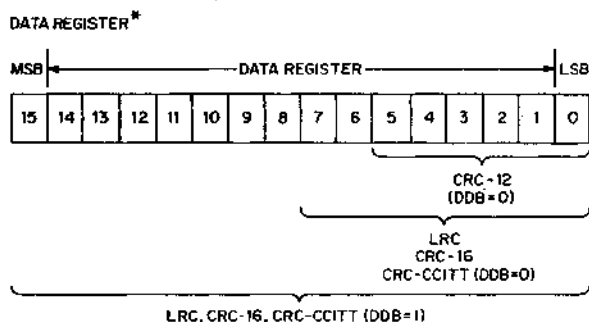 DATA REGISTER*
MSB DATA REGISTER LSB
15 14 13 12 11 10 9 8 7 6 5 4 3 2 1 0
CRC-12
(DDB=0)
LRC
CRC-16
CRC-CCITT (DDB=0)
LRC, CRC-16, CRC-CCITT (DDB=1)